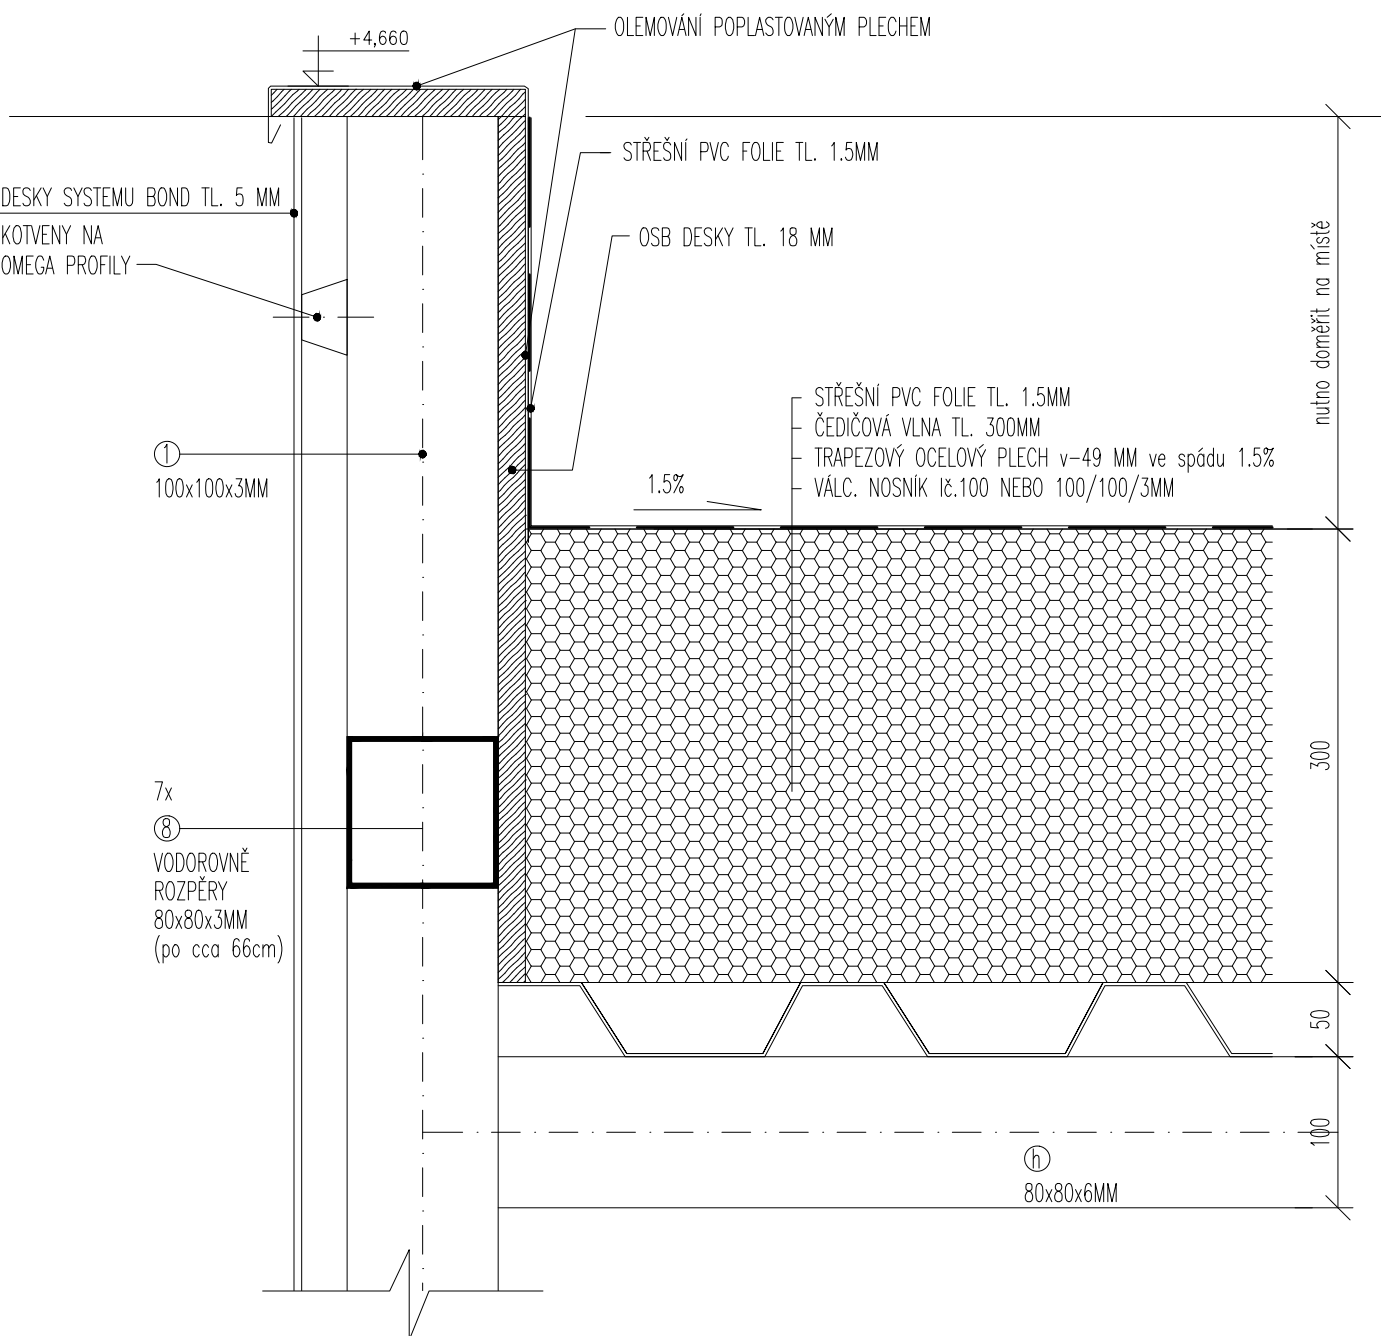 +4,660
OLEMOVÁNÍ POPLASTOVANÝM PLECHEM
STŘEŠNÍ PVC FOLIE TL. 1.5MM
DESKY SYSTEMU BOND TL. 5 MM
KOTVENY NA
OMEGA PROFILY
OSB DESKY TL. 18 MM
nutno doměřit na místě
STŘEŠNÍ PVC FOLIE TL. 1.5MM
ČEDIČOVÁ VLNA TL. 300MM
TRAPEZOVÝ OCELOVÝ PLECH v-49 MM ve spádu 1.5%
VÁLC. NOSNÍK Ič.100 NEBO 100/100/3MM
1
100x100x3MM
1.5%
300
7x
8
VODOROVNĚ
ROZPĚRY
80x80x3MM
(po cca 66cm)
50
100
h
80x80x6MM